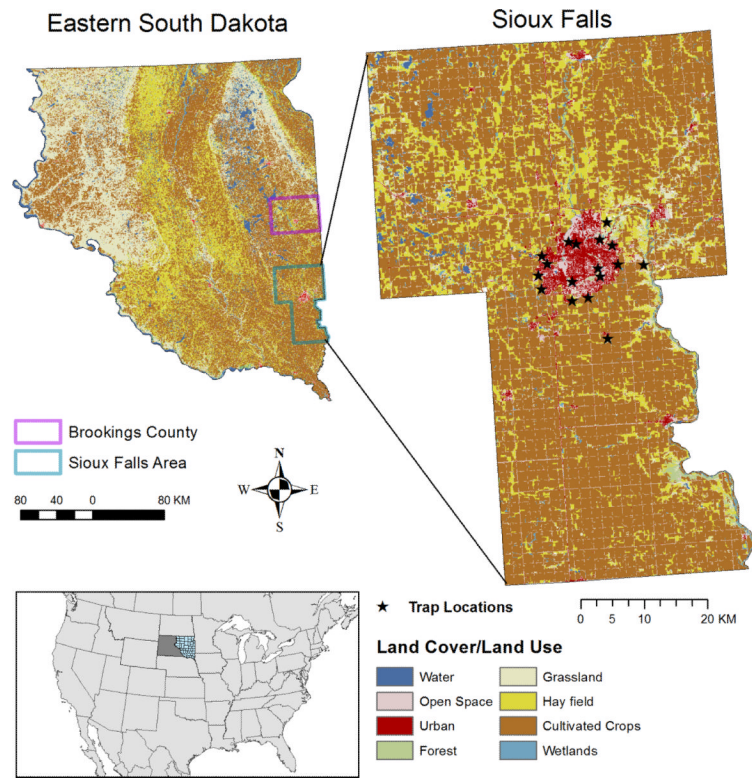 Eastern South Dakota
Sioux Falls
Brookings County
Sioux Falls Area
N
W E
S
80 40 0 80 KM
Trap Locations
0 10 20 KM
Land Cover/Land Use
Water Grassland
Open Space Hay field
Urban Cultivated Crops
Forest Wetlands